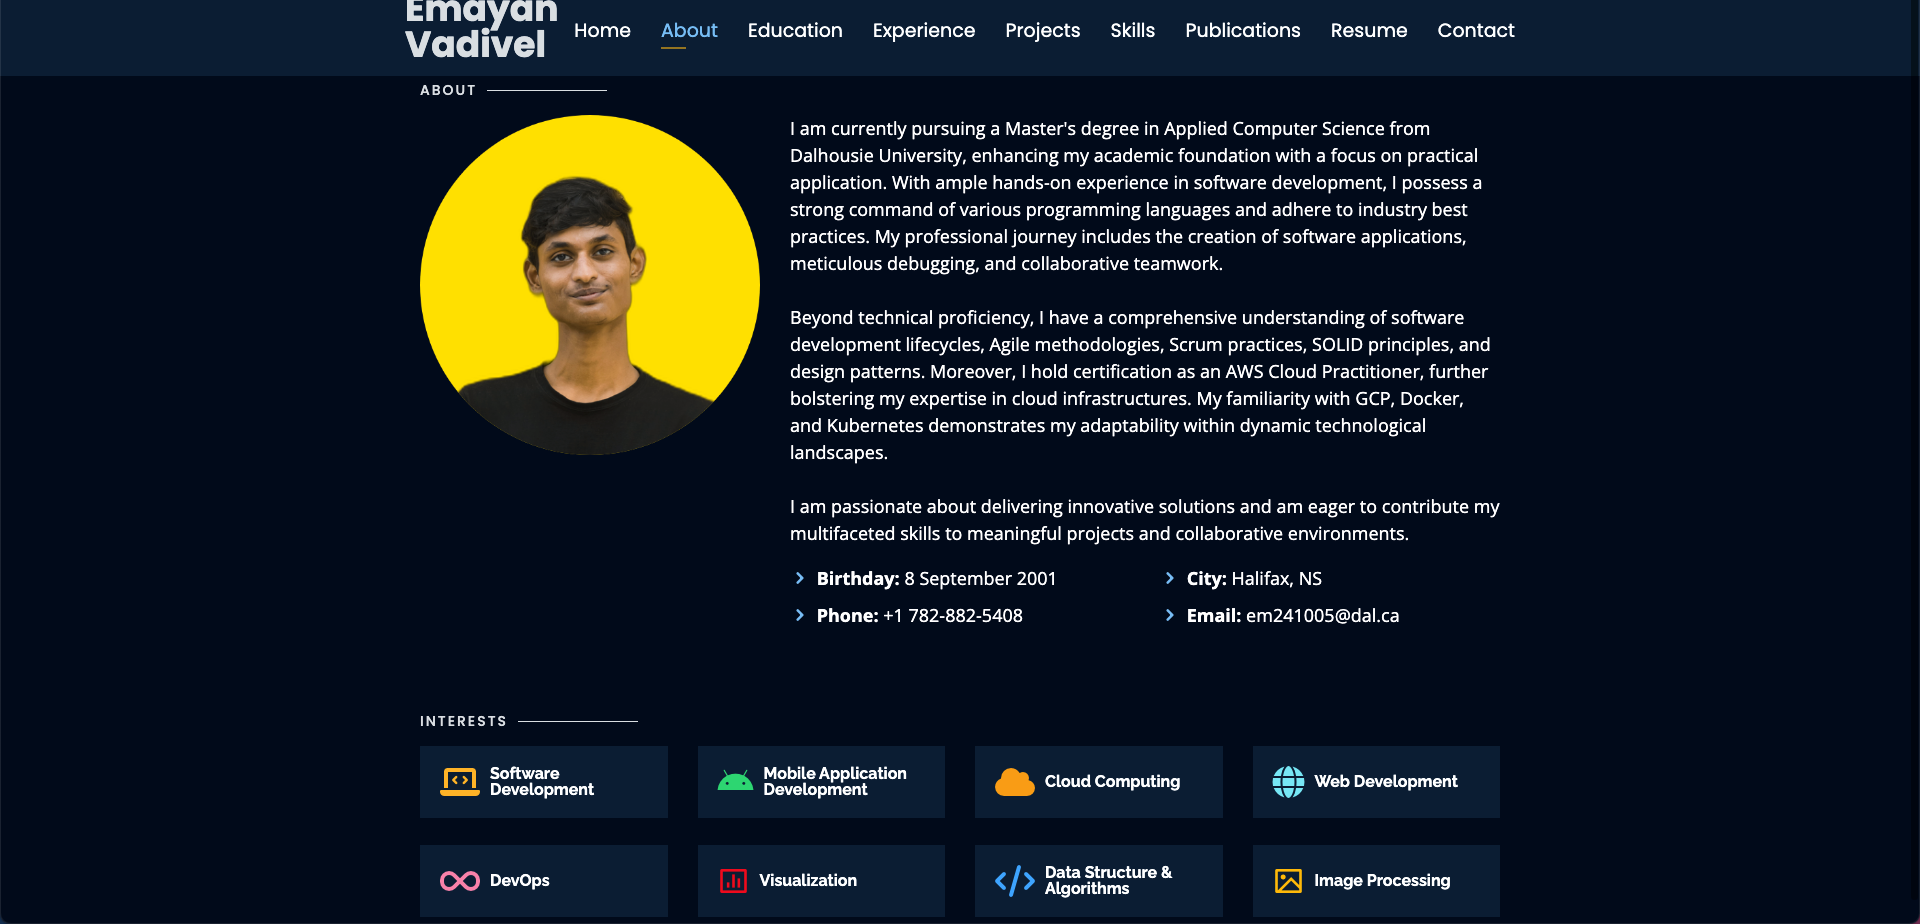 Emayan
Vadivel
Home About Education Experience Projects Skills Publications Resume Contact
ABOUT
I am currently pursuing a Master's degree in Applied Computer Science from
Dalhousie University, enhancing my academic foundation with a focus on practical
application. With ample hands-on experience in software development, I possess a
strong command of various programming languages and adhere to industry best
practices. My professional journey includes the creation of software applications,
meticulous debugging, and collaborative teamwork.
Beyond technical proficiency, I have a comprehensive understanding of software
development lifecycles, Agile methodologies, Scrum practices, SOLID principles, and
design patterns. Moreover, I hold certification as an AWS Cloud Practitioner, further
bolstering my expertise in cloud infrastructures. My familiarity with GCP, Docker,
and Kubernetes demonstrates my adaptability within dynamic technological
landscapes.
I am passionate about delivering innovative solutions and am eager to contribute my
multifaceted skills to meaningful projects and collaborative environments.
Birthday: 8 September 2001
City: Halifax, NS
Phone: +1 782-882-5408
Email: em241005@dal.ca
INTERESTS
Software
Development
Mobile Application
Development
Cloud Computing
Web Development
DevOps
Visualization
Data Structure &
Algorithms
Image Processing